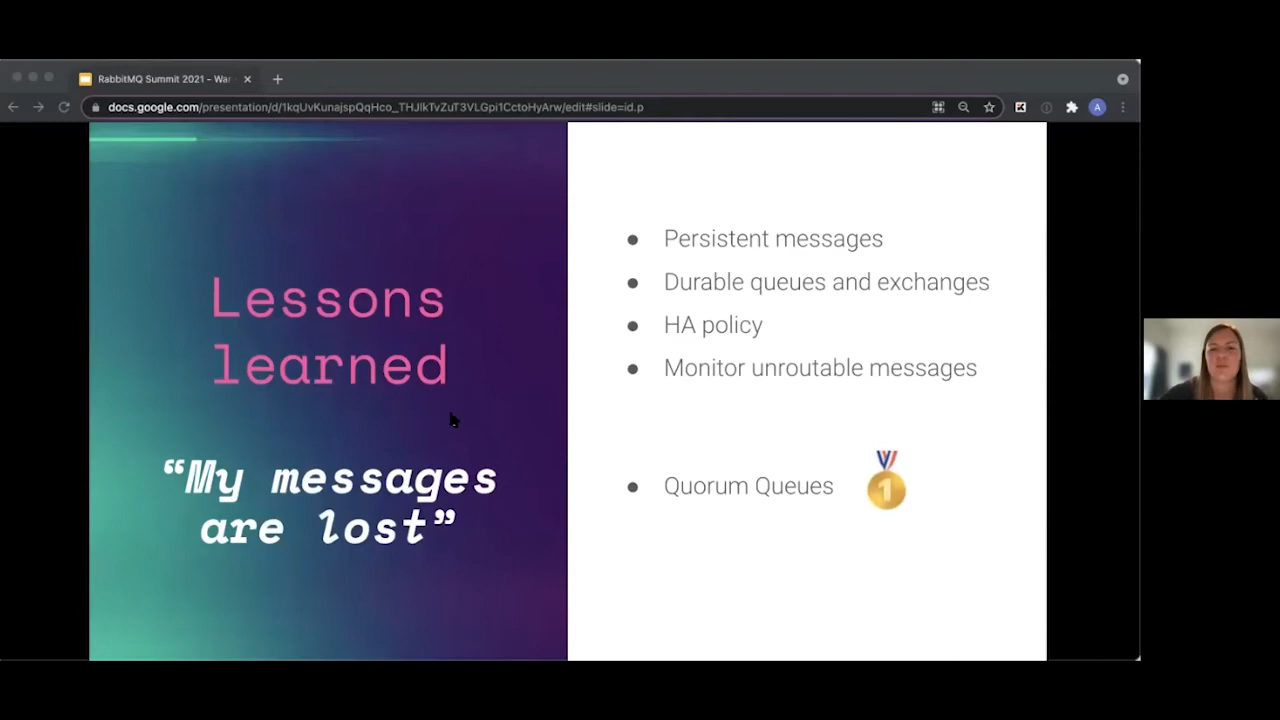 RabbitMQ Summit 2021 - War
docs.google.com/presentation/d/1kqUvKunajspQqHco_THJlkTvZuT3VLGpi1CctoHyArw/edit#slide=id.p
A
Lessons
learned
“My messages
are lost”
Persistent messages
Durable queues and exchanges
HA policy
Monitor unroutable messages
Quorum Queues
1